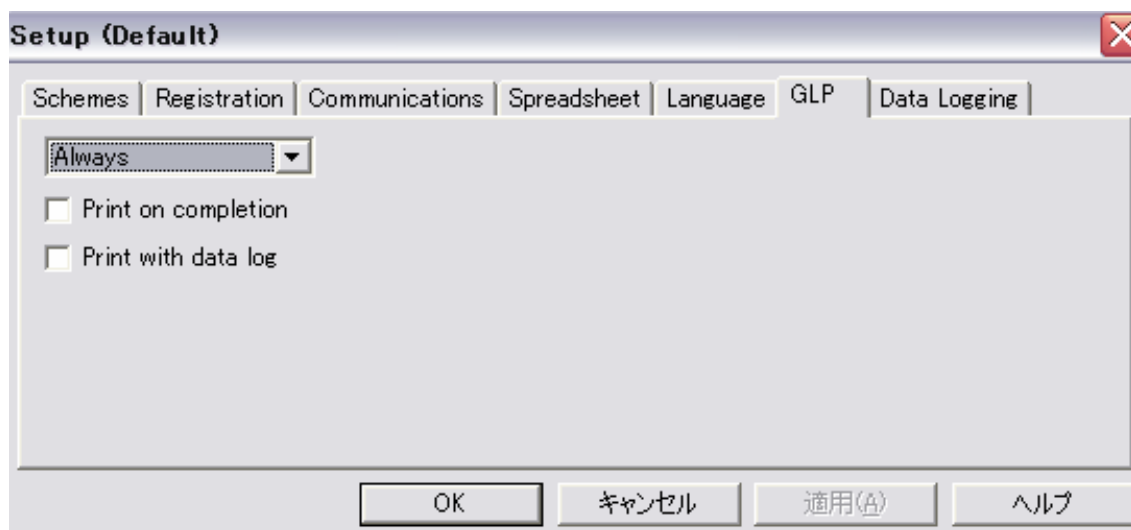 Setup (Default)
Schemes Registration Communications Spreadsheet Language GLP Data Logging
Always
Print on completion
Print with data log
OK キャンセル 適用(A) ヘルプ